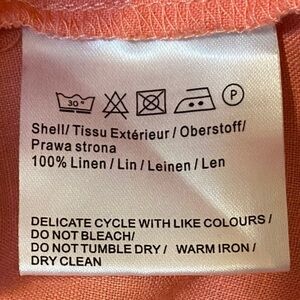 30°
P
Shell/ Tissu Extérieur / Oberstoff/
Prawa strona
100% Linen / Lin / Leinen / Len
DELICATE CYCLE WITH LIKE COLOURS /
DO NOT BLEACH/
DO NOT TUMBLE DRY / WARM IRON /
DRY CLEAN